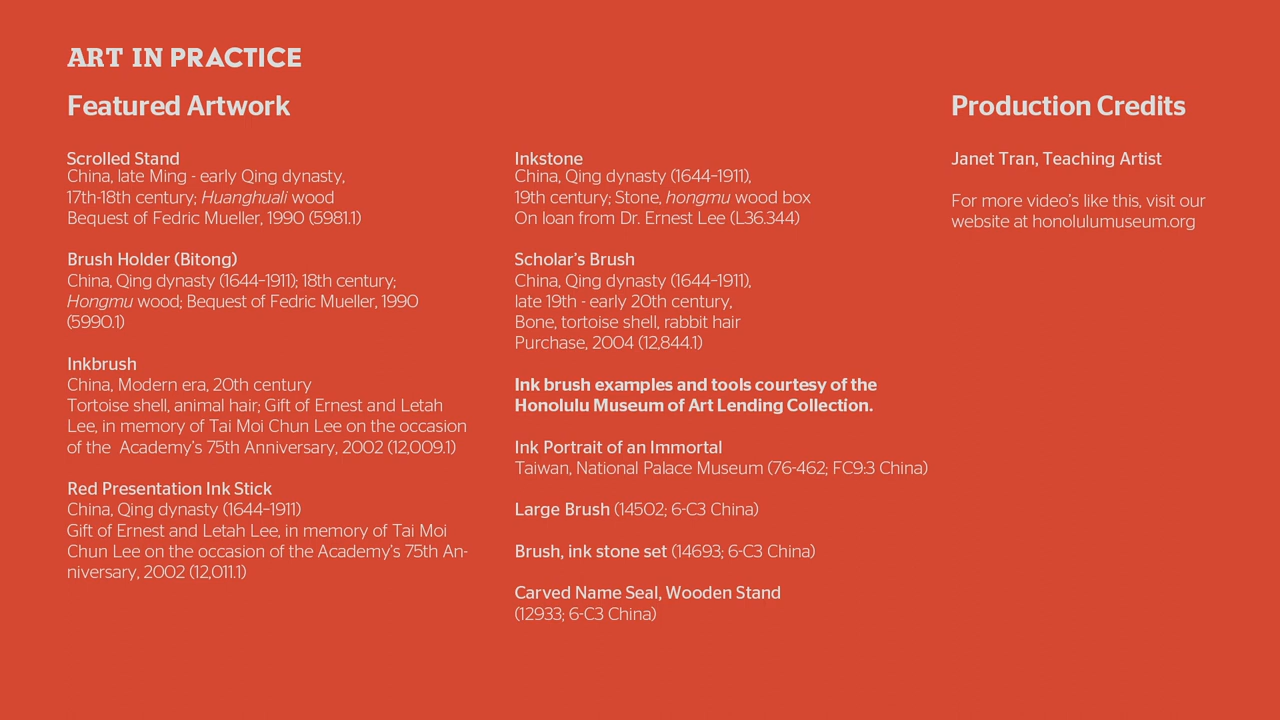 ART IN PRACTICE
Featured Artwork
Scrolled Stand
China, late Ming - early Qing dynasty,
17th-18th century; Huanghuali wood
Bequest of Fedric Mueller, 1990 (5981.1)
Brush Holder (Bitong)
China, Qing dynasty (1644–1911); 18th century;
Hongmu wood; Bequest of Fedric Mueller, 1990
(5990.1)
Inkbrush
China, Modern era, 20th century
Tortoise shell, animal hair; Gift of Ernest and Letah
Lee, in memory of Tai Moi Chun Lee on the occasion
of the  Academy's 75th Anniversary, 2002 (12,009.1)
Red Presentation Ink Stick
China, Qing dynasty (1644–1911)
Gift of Ernest and Letah Lee, in memory of Tai Moi
Chun Lee on the occasion of the Academy's 75th An-
niversary, 2002 (12,011.1)
Inkstone
China, Qing dynasty (1644–1911),
19th century; Stone, hongmu wood box
On loan from Dr. Ernest Lee (L36.344)
Scholar's Brush
China, Qing dynasty (1644–1911),
late 19th - early 20th century,
Bone, tortoise shell, rabbit hair
Purchase, 2004 (12,844.1)
Ink brush examples and tools courtesy of the
Honolulu Museum of Art Lending Collection.
Ink Portrait of an Immortal
Taiwan, National Palace Museum (76-462; FC9:3 China)
Large Brush (14502; 6-C3 China)
Brush, ink stone set (14693; 6-C3 China)
Carved Name Seal, Wooden Stand
(12933; 6-C3 China)
Production Credits
Janet Tran, Teaching Artist
For more video's like this, visit our
website at honolulumuseum.org